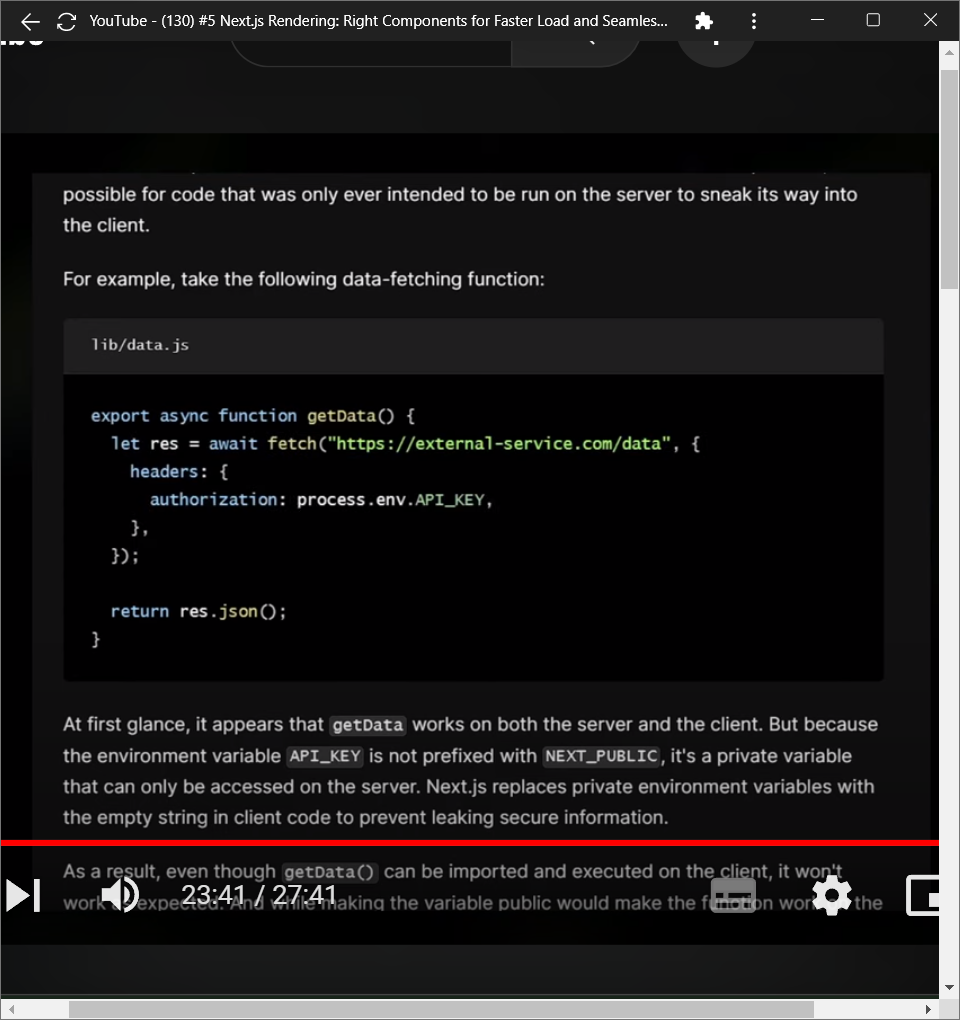 YouTube - (130) #5 Next.js Rendering: Right Components for Faster Load and Seamles...
possible for code that was only ever intended to be run on the server to sneak its way into
the client.
For example, take the following data-fetching function:
lib/data.js
export async function getData() {
  let res = await fetch("https://external-service.com/data", {
    headers: {
      authorization: process.env.API_KEY,
    },
  });
  return res.json();
}
At first glance, it appears that getData works on both the server and the client. But because
the environment variable API_KEY is not prefixed with NEXT_PUBLIC, it's a private variable
that can only be accessed on the server. Next.js replaces private environment variables with
the empty string in client code to prevent leaking secure information.
As a result, even though getData() can be imported and executed on the client, it won't
23:41 / 27:41
work expected. And while making the variable public would make the function the